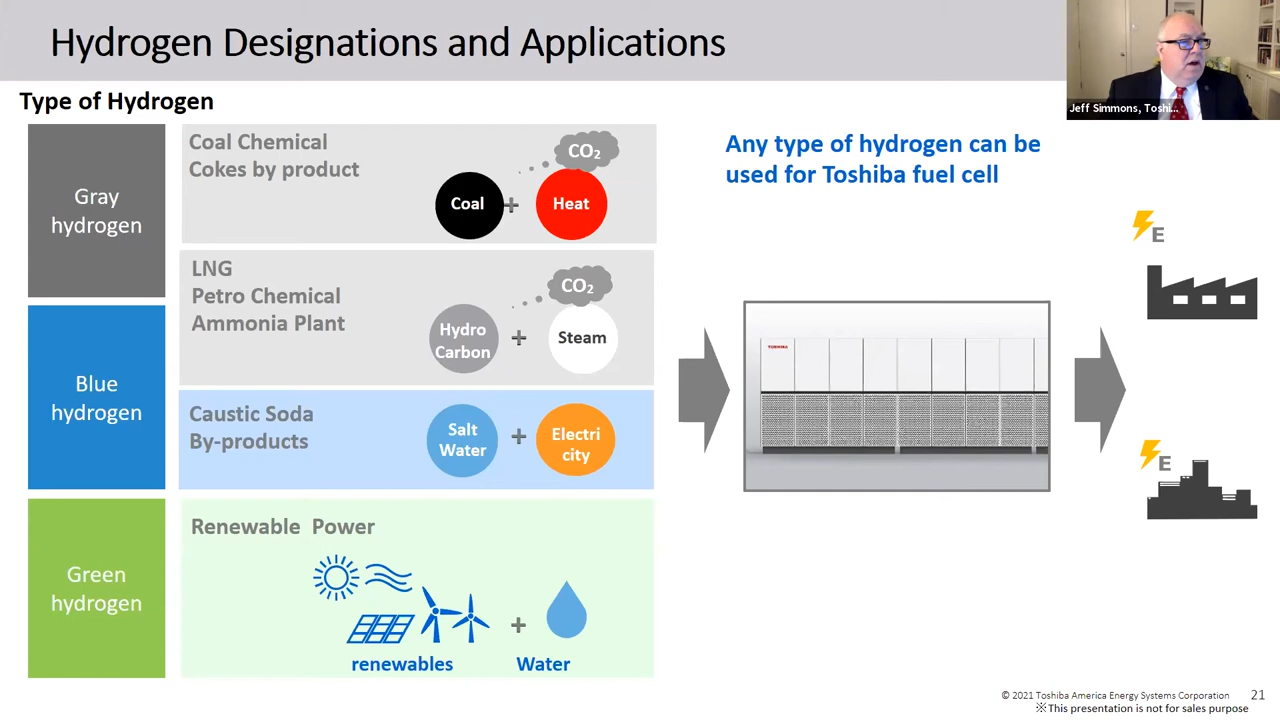 Hydrogen Designations and Applications
Jeff Simmons, Toshi...
Type of Hydrogen
Gray
hydrogen
Coal Chemical
Cokes by product
CO₂
Coal
+
Heat
LNG
Petro Chemical
Ammonia Plant
CO₂
Hydro
Carbon
+
Steam
Blue
hydrogen
Caustic Soda
By-products
Salt
Water
+
Electri
city
Green
hydrogen
Renewable Power
+
renewables
Water
Any type of hydrogen can be
used for Toshiba fuel cell
TOSHIBA
E
E
© 2021 Toshiba America Energy Systems Corporation 21
※This presentation is not for sales purpose